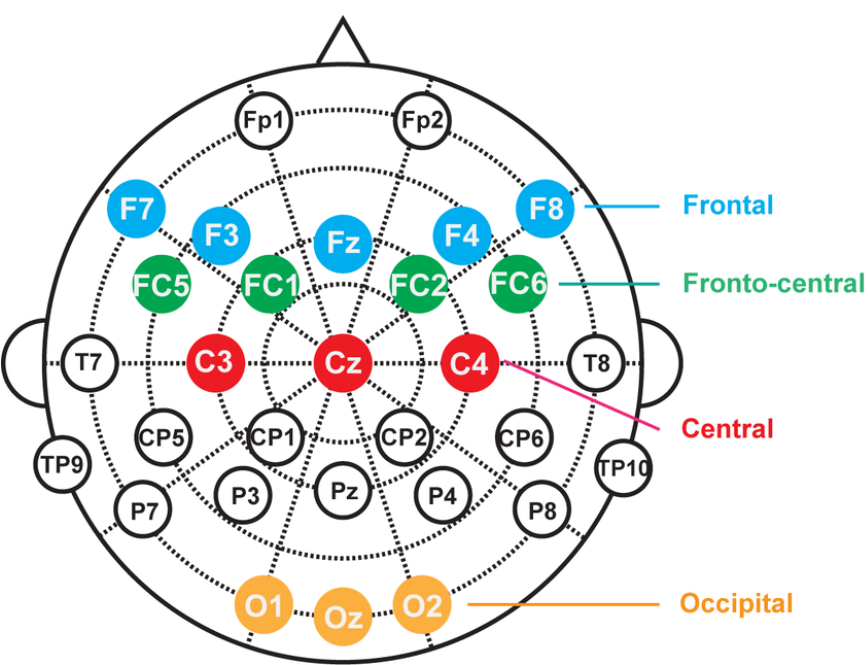 Fp1 Fp2
F7 F3 Fz F4 F8 Frontal
FC5 FC1 FC2 FC6 Fronto-central
T7 C3 Cz C4 T8
Central
CP5 CP1 CP2 CP6
TP9 TP10
P7 P3 Pz P4 P8
O1 Oz O2 Occipital